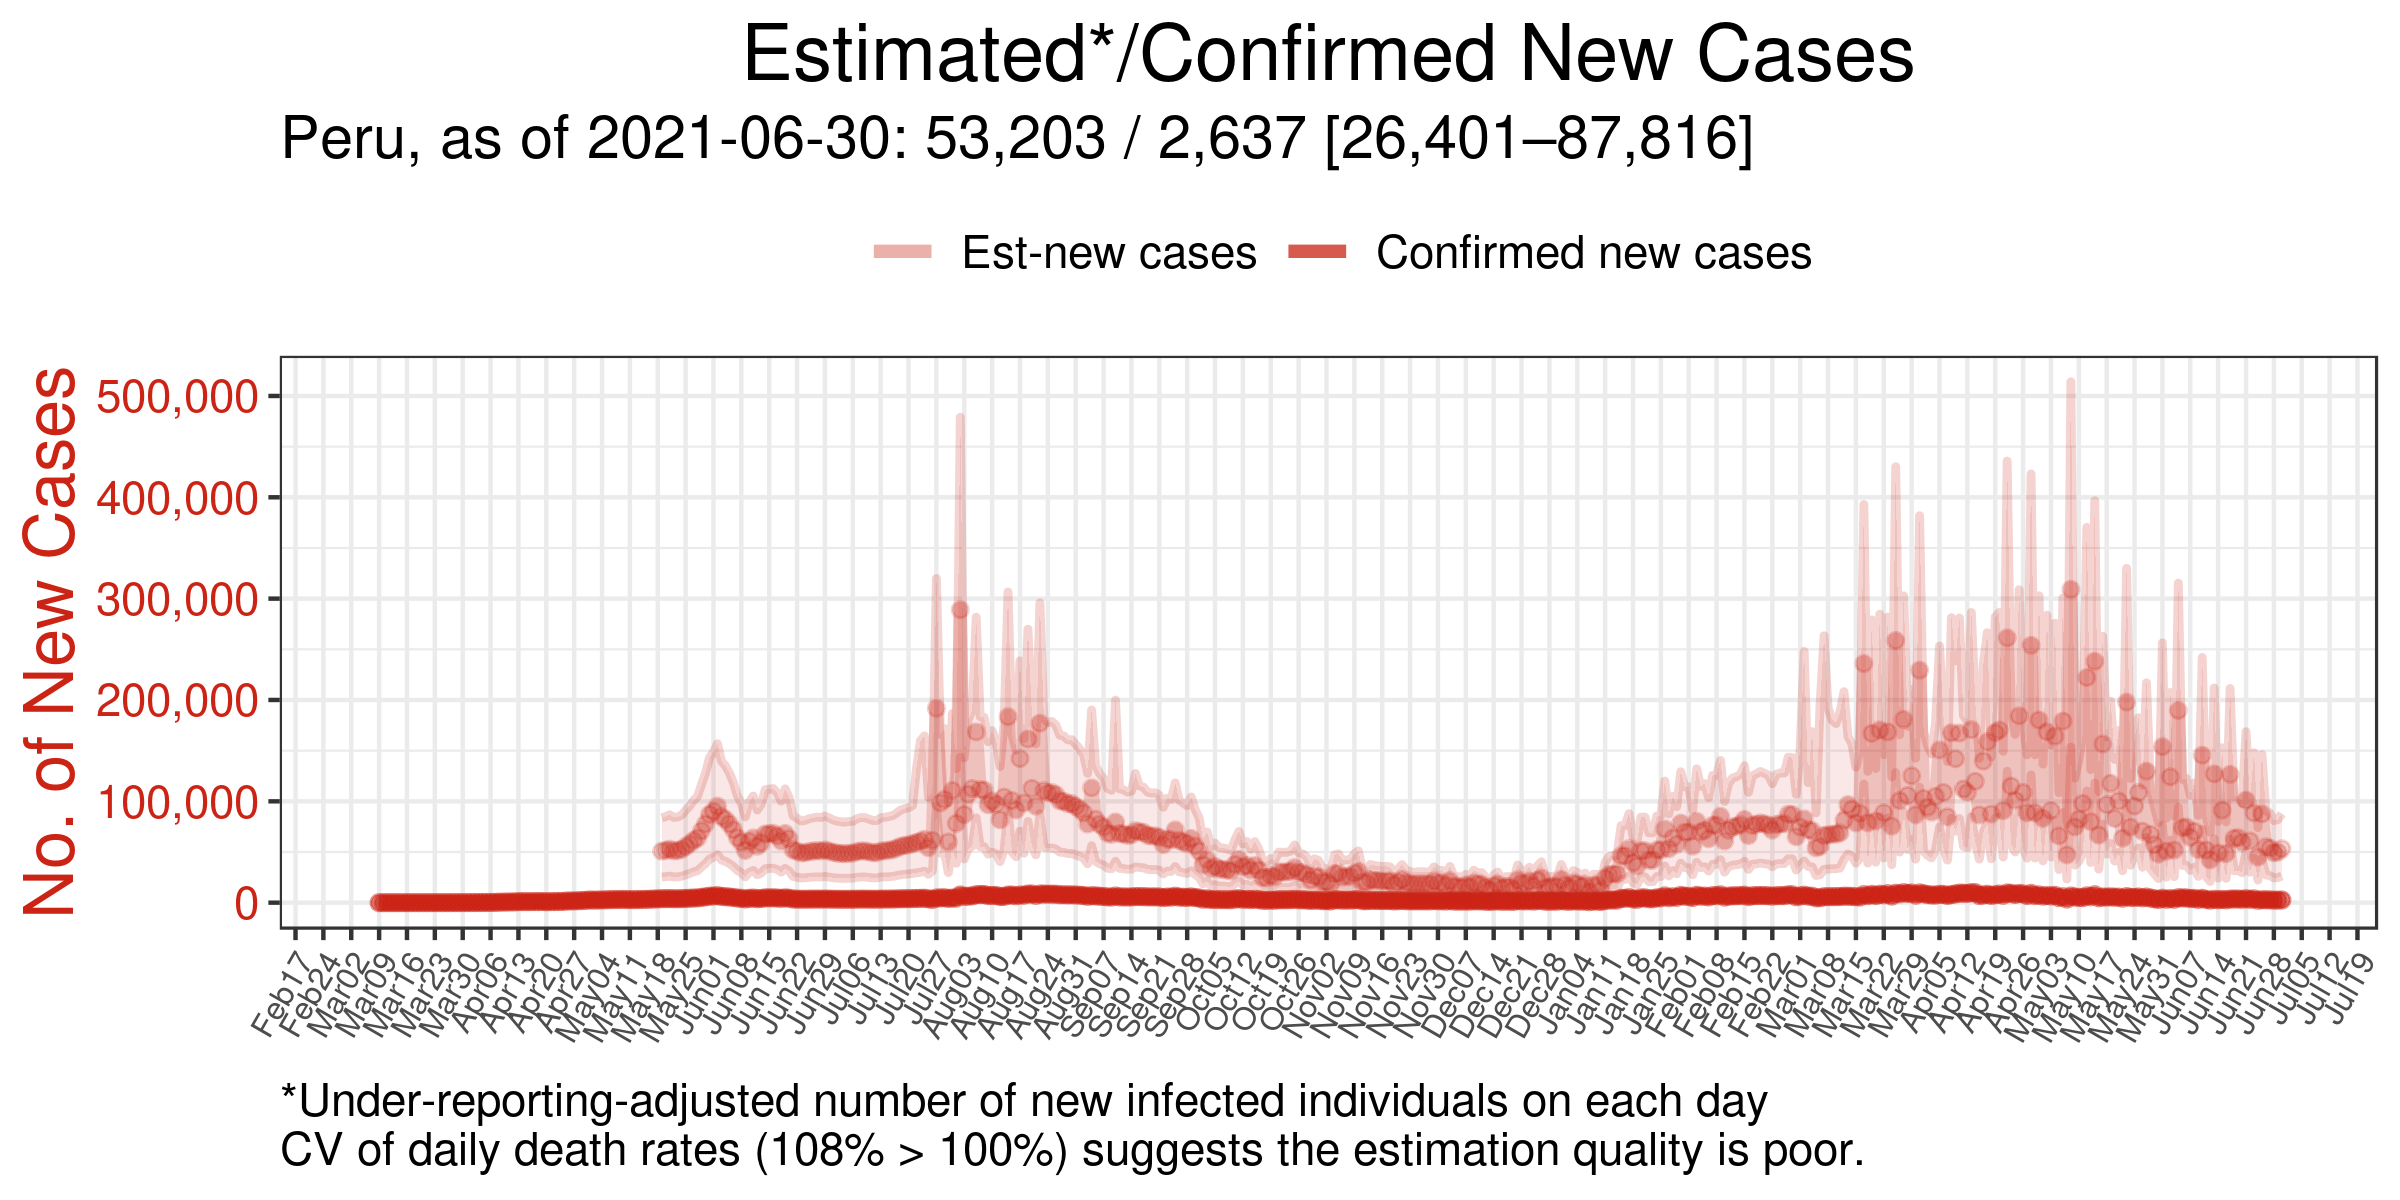 Estimated*/Confirmed New Cases
Peru, as of 2021-06-30: 53,203 / 2,637 [26,401–87,816]
Est-new cases
Confirmed new cases
No. of New Cases
500,000
400,000
300,000
200,000
100,000
0
Feb17
Feb24
Mar02
Mar09
Mar16
Mar23
Mar30
Apr06
Apr13
Apr20
Apr27
May04
May11
May18
May25
Jun01
Jun08
Jun15
Jun22
Jun29
Jul06
Jul13
Jul20
Jul27
Aug03
Aug10
Aug17
Aug24
Aug31
Sep07
Sep14
Sep21
Sep28
Oct05
Oct12
Oct19
Oct26
Nov02
Nov09
Nov16
Nov23
Nov30
Dec07
Dec14
Dec21
Dec28
Jan04
Jan11
Jan18
Jan25
Feb01
Feb08
Feb15
Feb22
Mar01
Mar08
Mar15
Mar22
Mar29
Apr05
Apr12
Apr19
Apr26
May03
May10
May17
May24
May31
Jun07
Jun14
Jun21
Jun28
Jul05
Jul12
Jul19
*Under-reporting-adjusted number of new infected individuals on each day
CV of daily death rates (108% > 100%) suggests the estimation quality is poor.